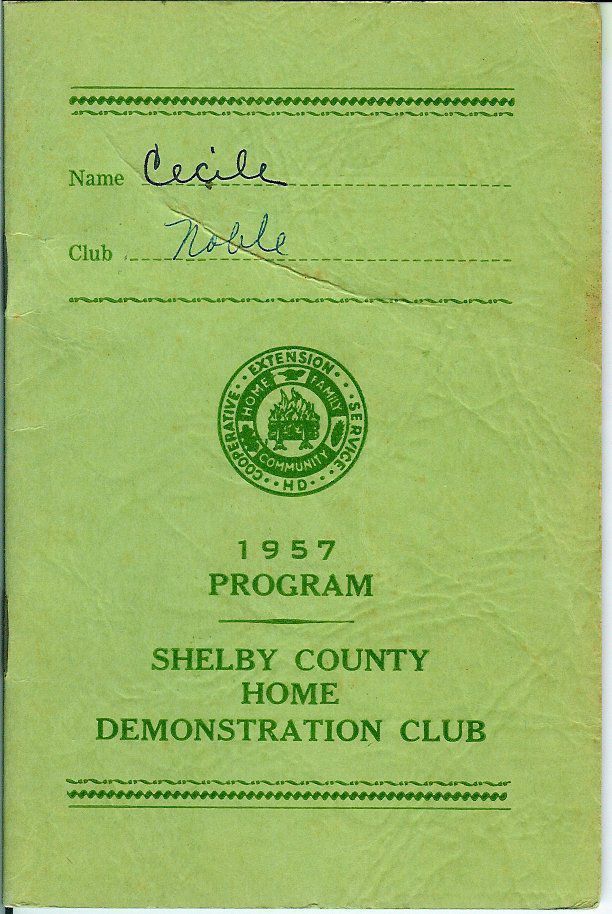 Name Cecile
Club Noble
COOPERATIVE · EXTENSION · SERVICE · HD
HOME FAMILY COMMUNITY
1957
PROGRAM
SHELBY COUNTY
HOME
DEMONSTRATION CLUB